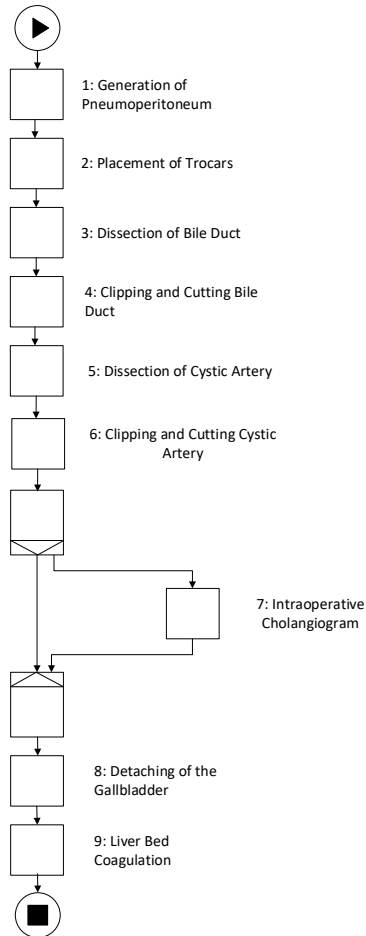 1: Generation of
Pneumoperitoneum
2: Placement of Trocars
3: Dissection of Bile Duct
4: Clipping and Cutting Bile
Duct
5: Dissection of Cystic Artery
6: Clipping and Cutting Cystic
Artery
7: Intraoperative
Cholangiogram
8: Detaching of the
Gallbladder
9: Liver Bed
Coagulation